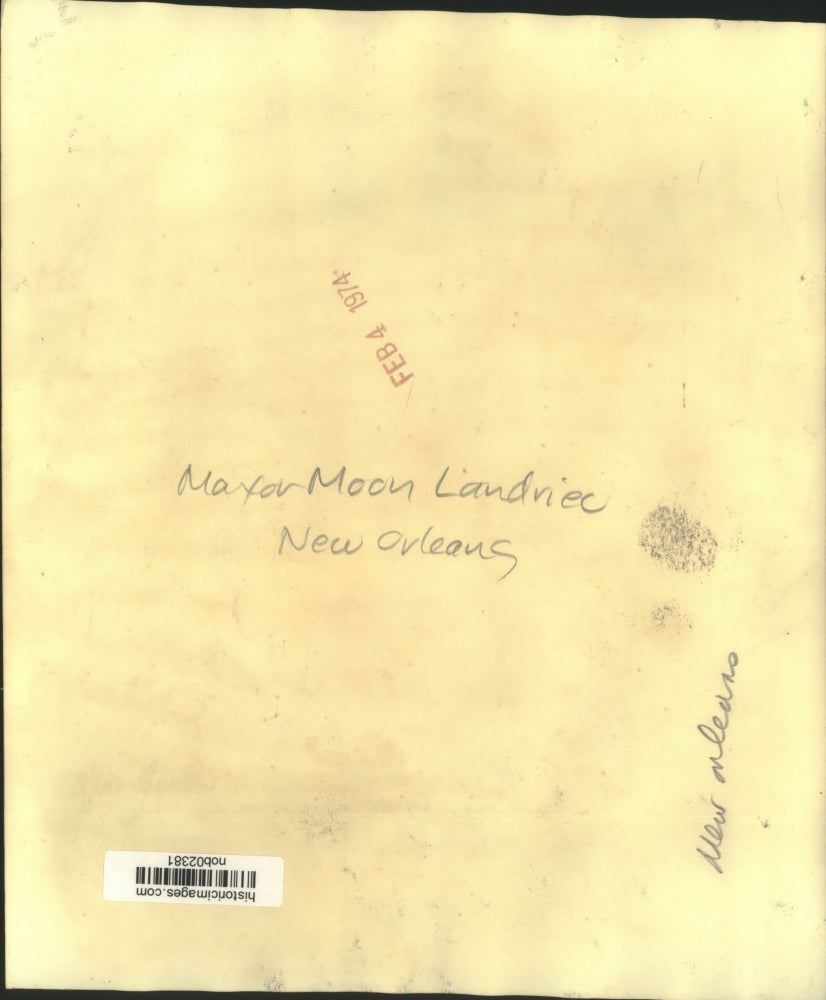 FEB 4 1974
Mayor Moon Landrieu
New Orleans
New Orleans
historicimages.com
nob02381